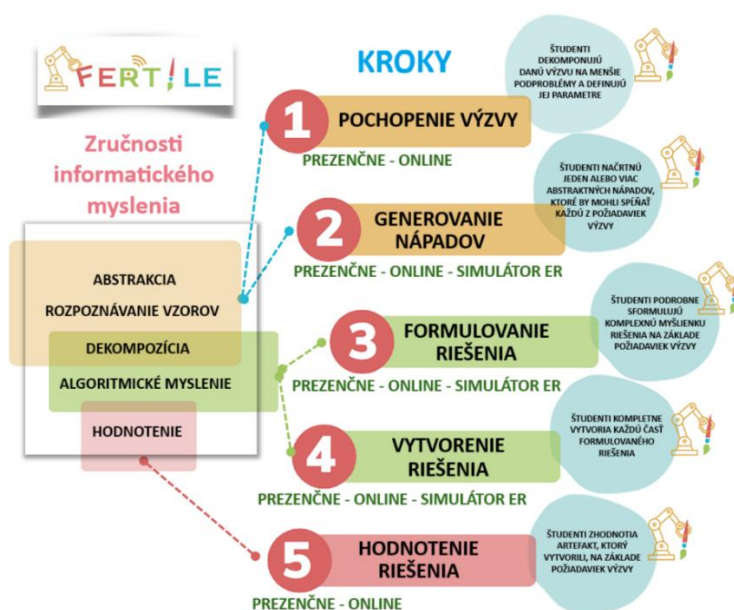 FERTILE
KROKY
Zručnosti
informatického
myslenia
ABSTRAKCIA
ROZPOZNÁVANIE VZOROV
DEKOMPOZÍCIA
ALGORITMICKÉ MYSLENIE
HODNOTENIE
1 POCHOPENIE VÝZVY
PREZENČNE - ONLINE
ŠTUDENTI
DEKOMPONUJÚ
DANÚ VÝZVU NA MENŠIE
PODPROBLÉMY A DEFINUJÚ
JEJ PARAMETRE
2 GENEROVANIE
NÁPADOV
PREZENČNE - ONLINE - SIMULÁTOR ER
ŠTUDENTI NAČRTNÚ
JEDEN ALEBO VIAC
ABSTRAKTNÝCH NÁPADOV,
KTORÉ BY MOHLI SPĹŇAŤ
KAŽDÚ Z POŽIADAVIEK
VÝZVY
3 FORMULOVANIE
RIEŠENIA
PREZENČNE - ONLINE - SIMULÁTOR ER
ŠTUDENTI PODROBNE
SFORMULUJÚ
KOMPLEXNÚ MYŠLIENKU
RIEŠENIA NA ZÁKLADE
POŽIADAVIEK VÝZVY
4 VYTVORENIE
RIEŠENIA
PREZENČNE - ONLINE - SIMULÁTOR ER
ŠTUDENTI KOMPLETNE
VYTVORIA KAŽDÚ ČASŤ
FORMULOVANÉHO
RIEŠENIA
5 HODNOTENIE
RIEŠENIA
PREZENČNE - ONLINE
ŠTUDENTI ZHODNOTIA
ARTEFAKT, KTORÝ
VYTVORILI, NA ZÁKLADE
POŽIADAVIEK VÝZVY